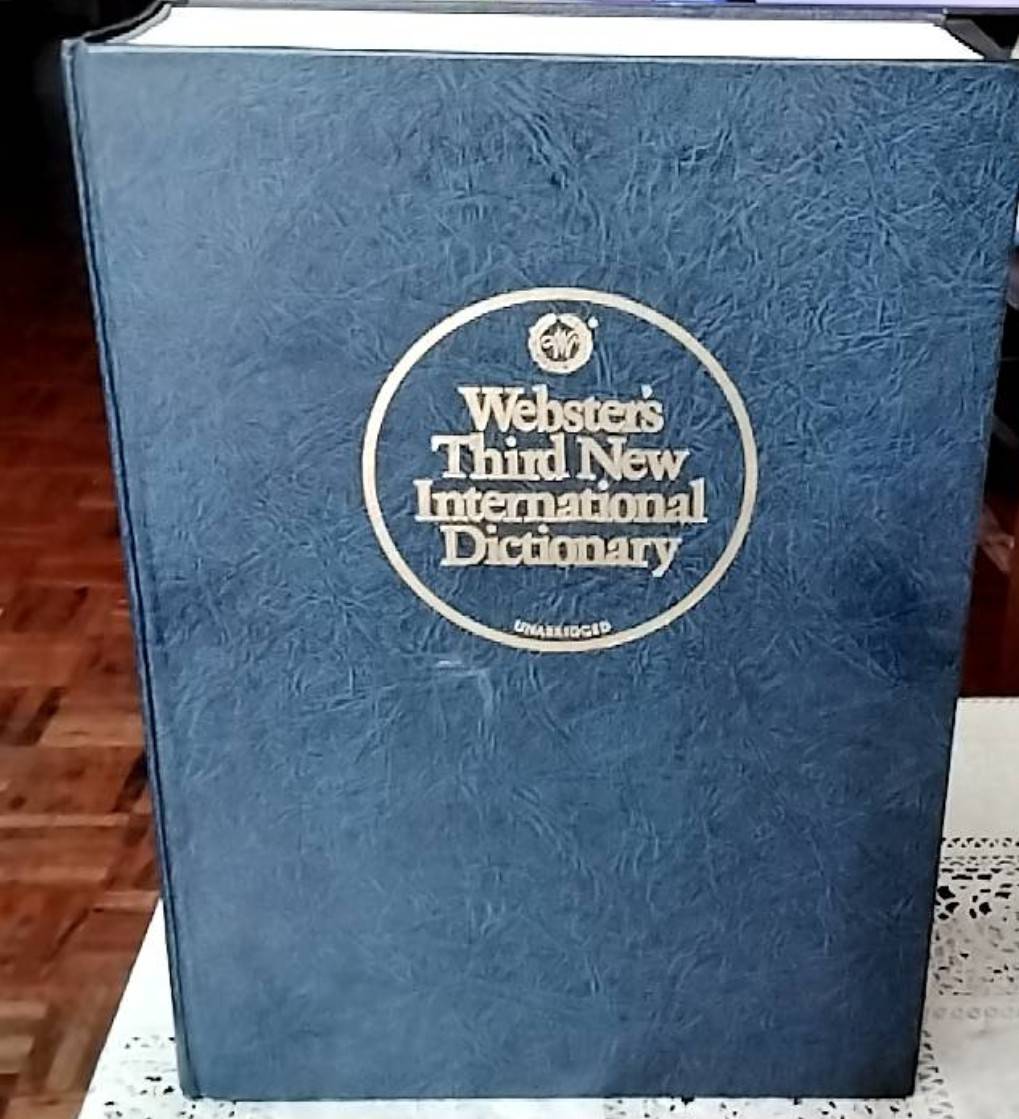 Webster's
Third New
International
Dictionary
UNABRIDGED